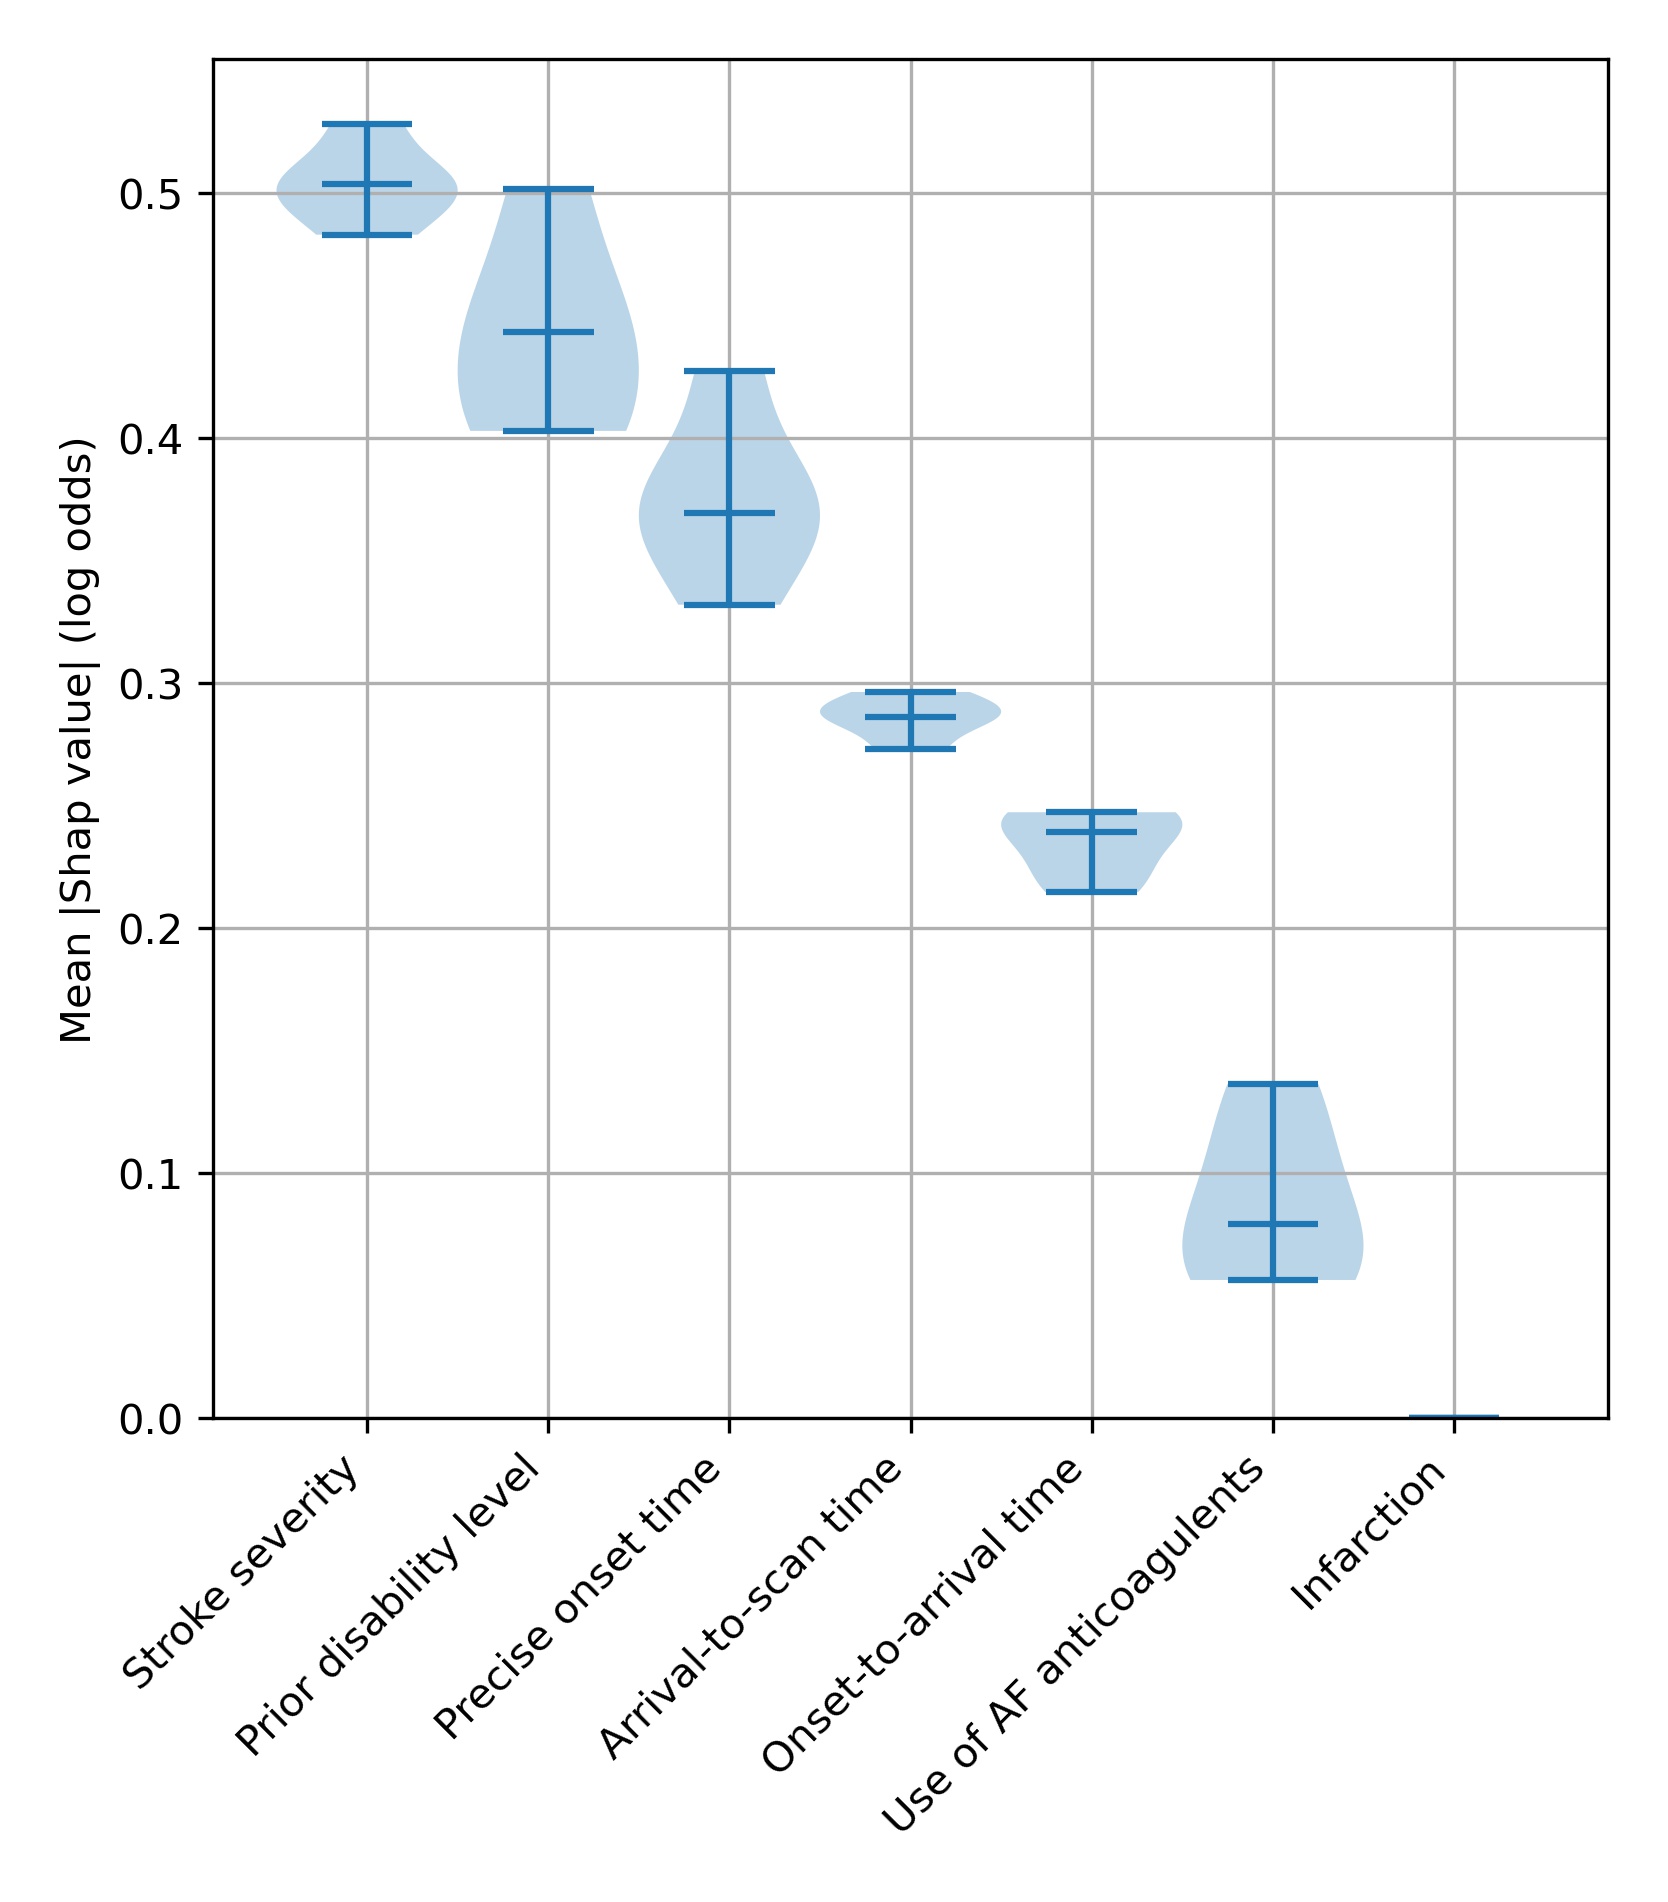 Mean |Shap value| (log odds)
0.5
0.4
0.3
0.2
0.1
0.0
Stroke severity
Prior disability level
Precise onset time
Arrival-to-scan time
Onset-to-arrival time
Use of AF anticoagulents
Infarction